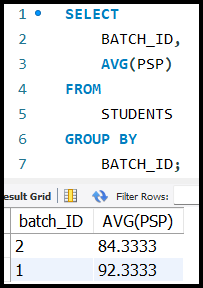 1 SELECT
2 BATCH_ID,
3 AVG(PSP)
4 FROM
5 STUDENTS
6 GROUP BY
7 BATCH_ID;
esult Grid Filter Rows:
batch_ID AVG(PSP)
2 84.3333
1 92.3333